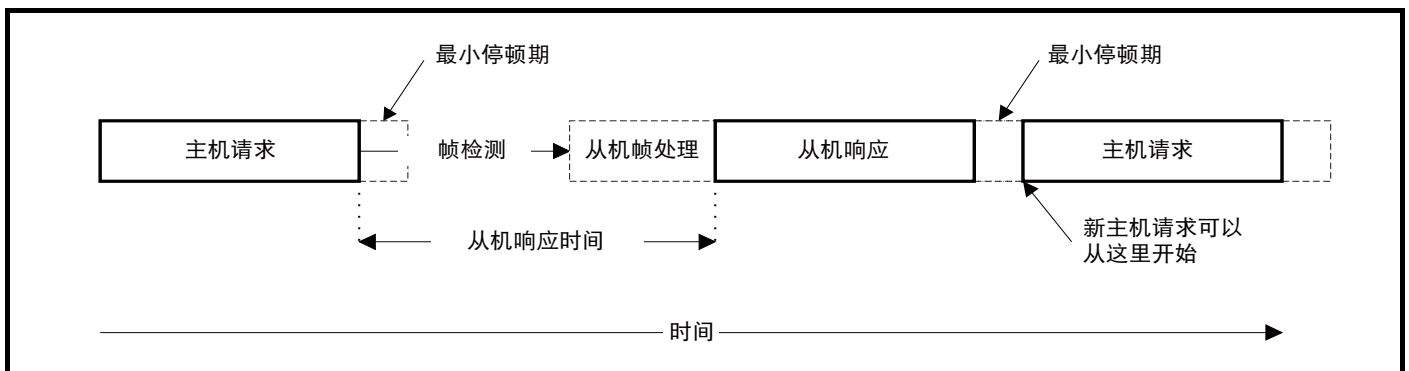 最小停顿期
最小停顿期
主机请求
帧检测
从机帧处理
从机响应
主机请求
从机响应时间
新主机请求可以
从这里开始
时间